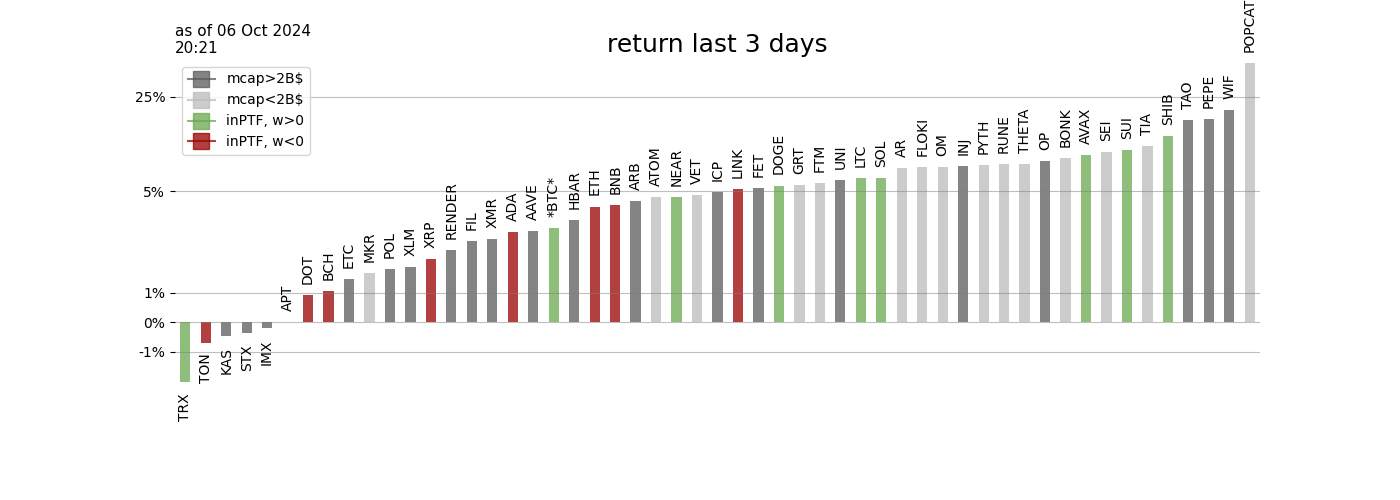 as of 06 Oct 2024
20:21
return last 3 days
mcap>2B$
mcap<2B$
inPTF, w>0
inPTF, w<0
25%
5%
1%
0%
-1%
TRX
TON
KAS
STX
IMX
APT
DOT
BCH
ETC
MKR
POL
XLM
XRP
RENDER
FIL
XMR
ADA
AAVE
*BTC*
HBAR
ETH
BNB
ARB
ATOM
NEAR
VET
ICP
LINK
FET
DOGE
GRT
FTM
UNI
LTC
SOL
AR
FLOKI
OM
INJ
PYTH
RUNE
THETA
OP
BONK
AVAX
SEI
SUI
TIA
SHIB
TAO
PEPE
WIF
POPCAT